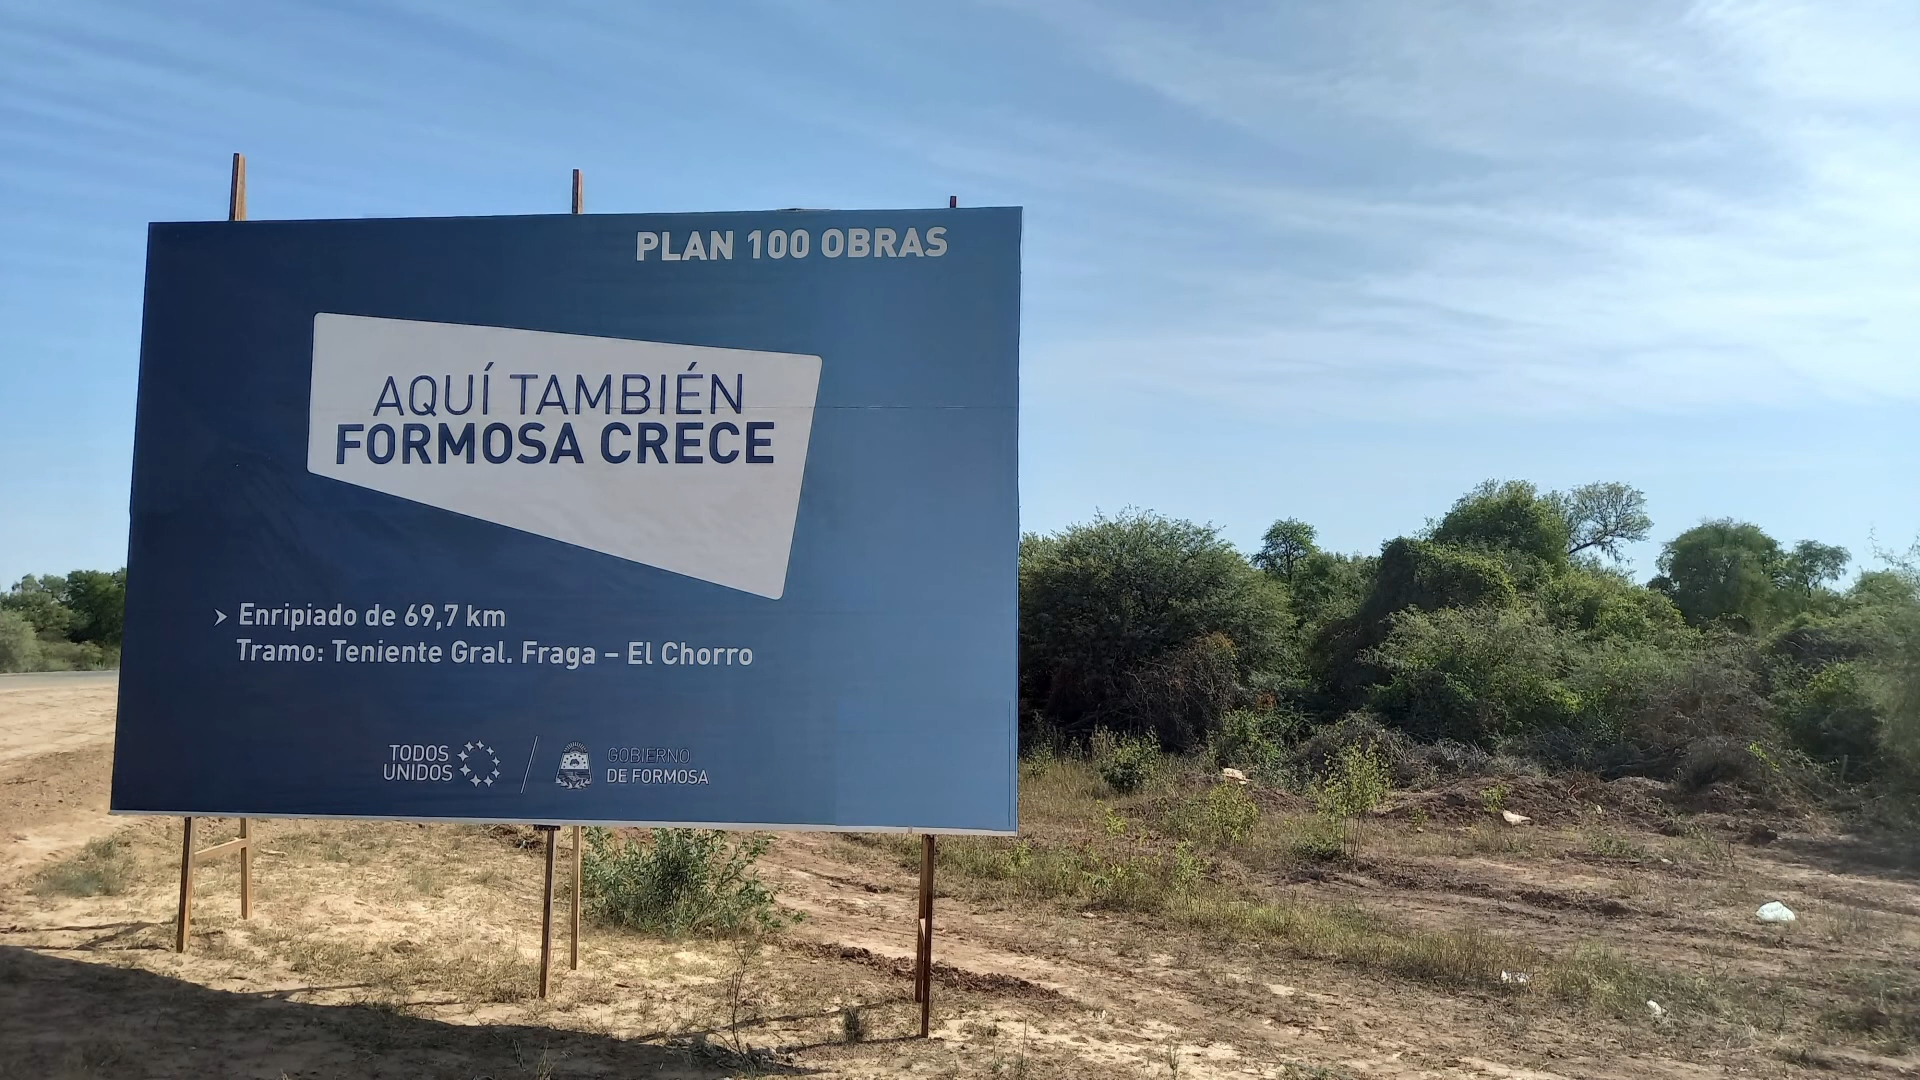 PLAN 100 OBRAS
AQUÍ TAMBIÉN
FORMOSA CRECE
Enripiado de 69,7 km
Tramo: Teniente Gral. Fraga – El Chorro
TODOS
UNIDOS
GOBIERNO
DE FORMOSA